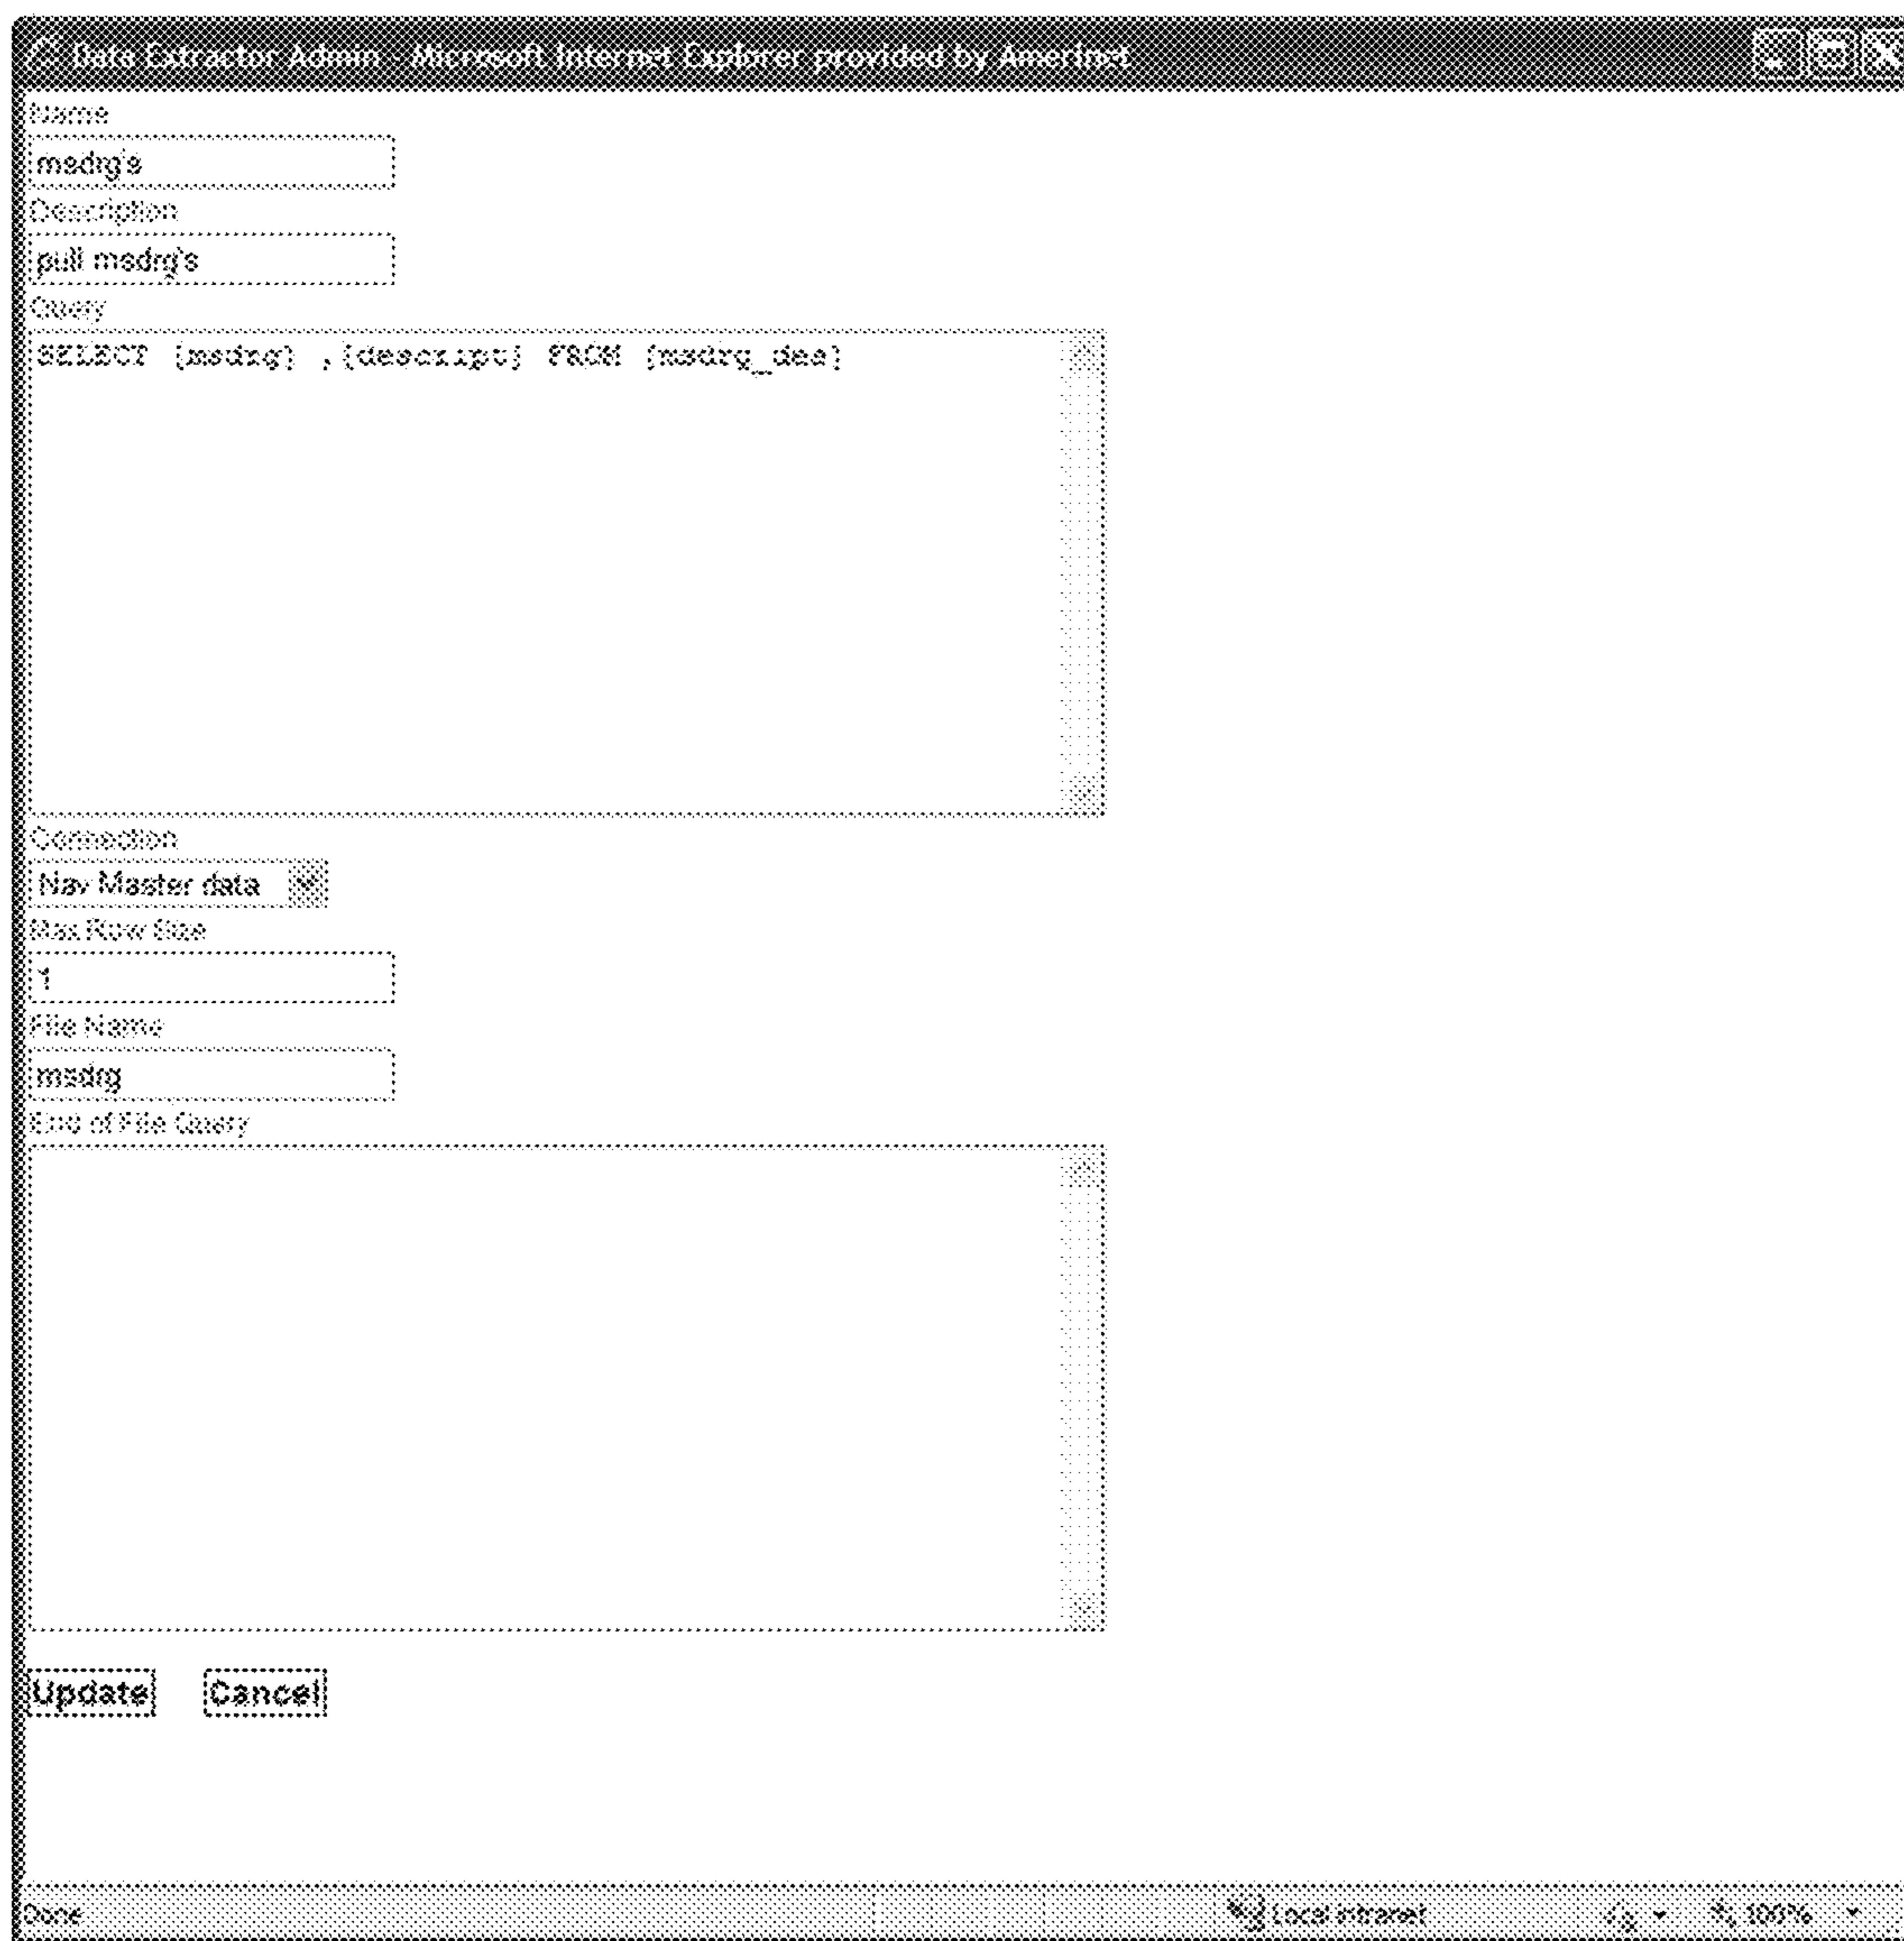 Data Extractor Admin - Microsoft Internet Explorer provided by Amerinet
Name
msdrg's
Description
pull msdrg's
Query
SELECT [msdrg] ,[descript] FROM [msdrg_des]
Connection
Nav Master data
Max Row Size
1
File Name
msdrg
End of File Query
Update Cancel
Done Local intranet 100%